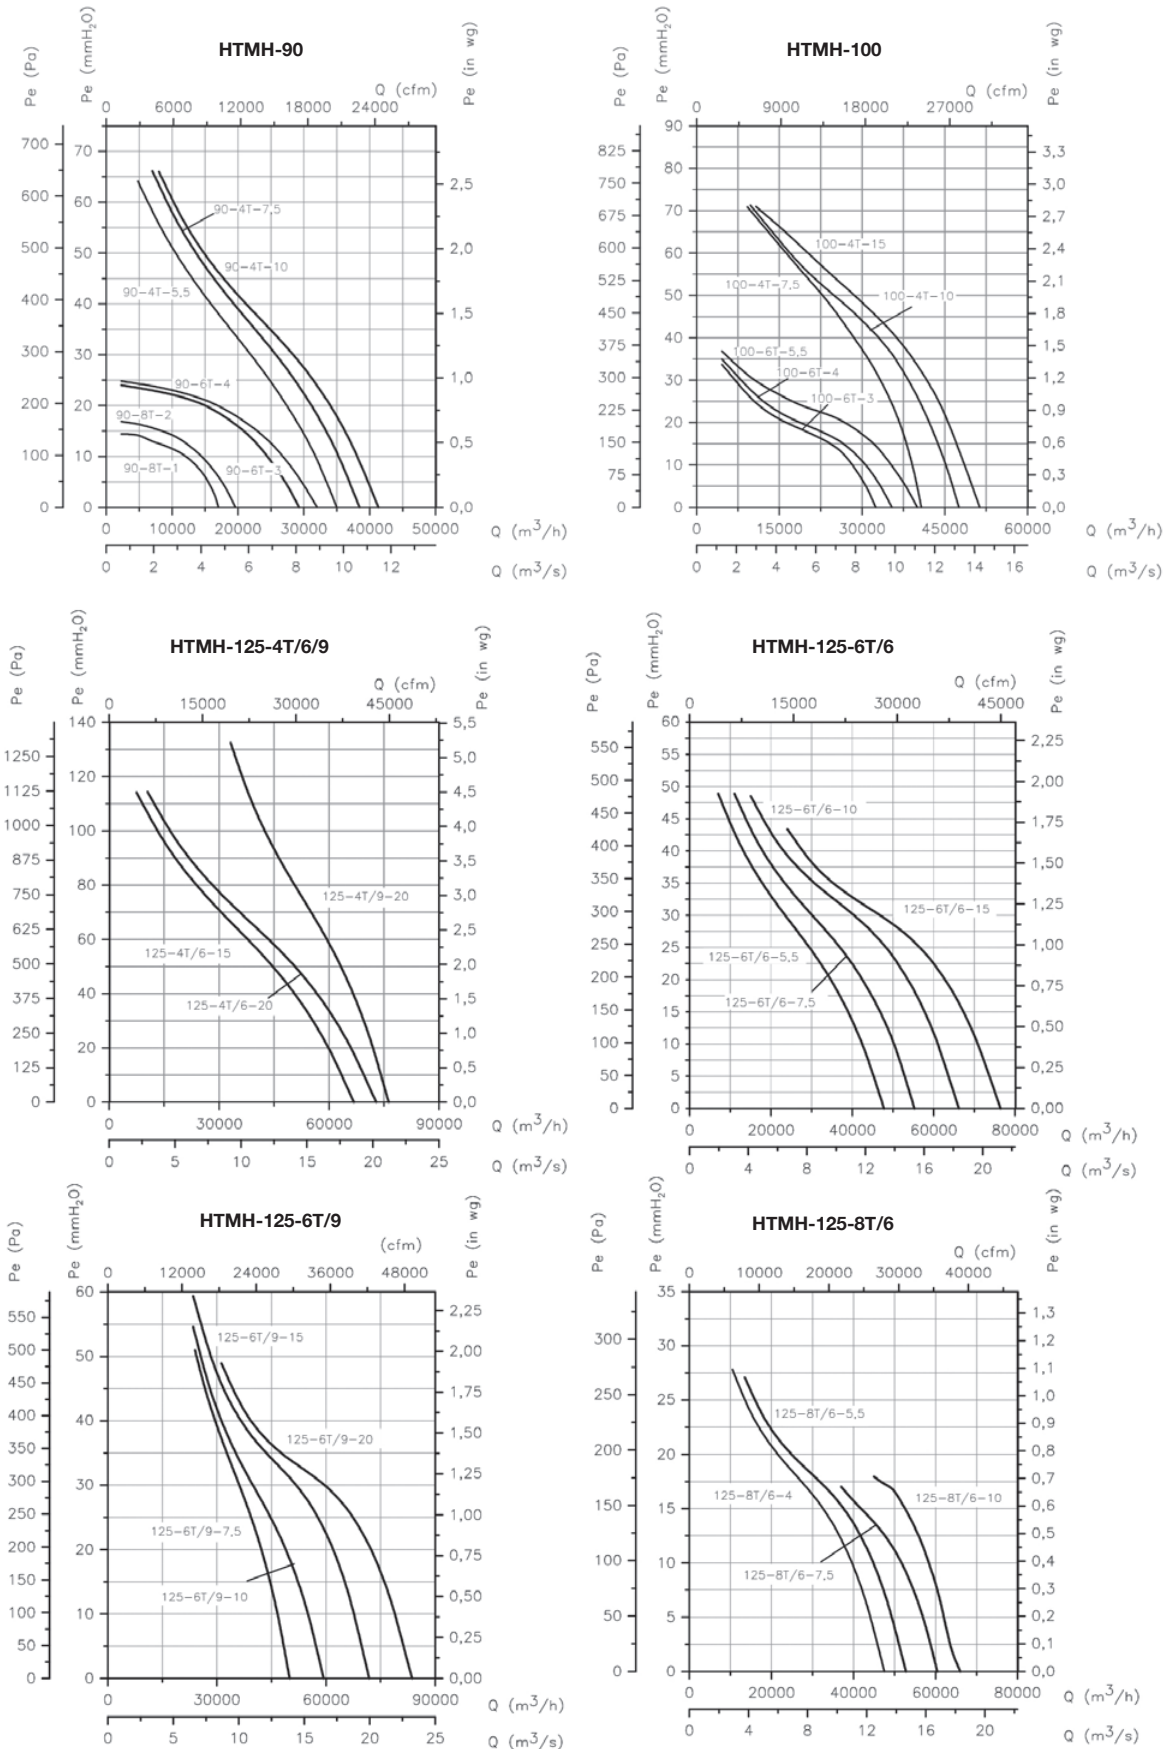 HTMH-90
Pe (Pa)
Pe (mmH2O)
Pe (in wg)
Q (cfm)
0 6000 12000 18000 24000
700
600
500
400
300
200
100
0
70
60
50
40
30
20
10
0
2,5
2,0
1,5
1,0
0,5
0,0
90-4T-7,5
90-4T-10
90-4T-5,5
90-6T-4
90-8T-2
90-8T-1
90-6T-3
0 10000 20000 30000 40000 50000 Q (m3/h)
0 2 4 6 8 10 12 Q (m3/s)
HTMH-100
Pe (Pa)
Pe (mmH2O)
Pe (in wg)
Q (cfm)
0 9000 18000 27000
825
750
675
600
525
450
375
300
225
150
75
0
90
80
70
60
50
40
30
20
10
0
3,3
3,0
2,7
2,4
2,1
1,8
1,5
1,2
0,9
0,6
0,3
0,0
100-4T-15
100-4T-7,5
100-4T-10
100-6T-5,5
100-6T-4
100-6T-3
0 15000 30000 45000 60000 Q (m3/h)
0 2 4 6 8 10 12 14 16 Q (m3/s)
HTMH-125-4T/6/9
Pe (Pa)
Pe (mmH2O)
Pe (in wg)
Q (cfm)
0 15000 30000 45000
1250
1125
1000
875
750
625
500
375
250
125
0
140
120
100
80
60
40
20
0
5,5
5,0
4,5
4,0
3,5
3,0
2,5
2,0
1,5
1,0
0,5
0,0
125-4T/9-20
125-4T/6-15
125-4T/6-20
0 30000 60000 90000 Q (m3/h)
0 5 10 15 20 25 Q (m3/s)
HTMH-125-6T/6
Pe (Pa)
Pe (mmH2O)
Pe (in wg)
Q (cfm)
0 15000 30000 45000
550
500
450
400
350
300
250
200
150
100
50
0
60
55
50
45
40
35
30
25
20
15
10
5
0
2,25
2,00
1,75
1,50
1,25
1,00
0,75
0,50
0,25
0,00
125-6T/6-10
125-6T/6-15
125-6T/6-5,5
125-6T/6-7,5
0 20000 40000 60000 80000 Q (m3/h)
0 4 8 12 16 20 Q (m3/s)
HTMH-125-6T/9
Pe (Pa)
Pe (mmH2O)
Pe (in wg)
(cfm)
0 12000 24000 36000 48000
550
500
450
400
350
300
250
200
150
100
50
0
60
50
40
30
20
10
0
2,25
2,00
1,75
1,50
1,25
1,00
0,75
0,50
0,25
0,00
125-6T/9-15
125-6T/9-20
125-6T/9-7,5
125-6T/9-10
0 30000 60000 90000 Q (m3/h)
0 5 10 15 20 25 Q (m3/s)
HTMH-125-8T/6
Pe (Pa)
Pe (mmH2O)
Pe (in wg)
Q (cfm)
0 10000 20000 30000 40000
300
250
200
150
100
50
0
35
30
25
20
15
10
5
0
1,3
1,2
1,1
1,0
0,9
0,8
0,7
0,6
0,5
0,4
0,3
0,2
0,1
0,0
125-8T/6-5,5
125-8T/6-4
125-8T/6-10
125-8T/6-7,5
0 20000 40000 60000 80000 Q (m3/h)
0 4 8 12 16 20 Q (m3/s)